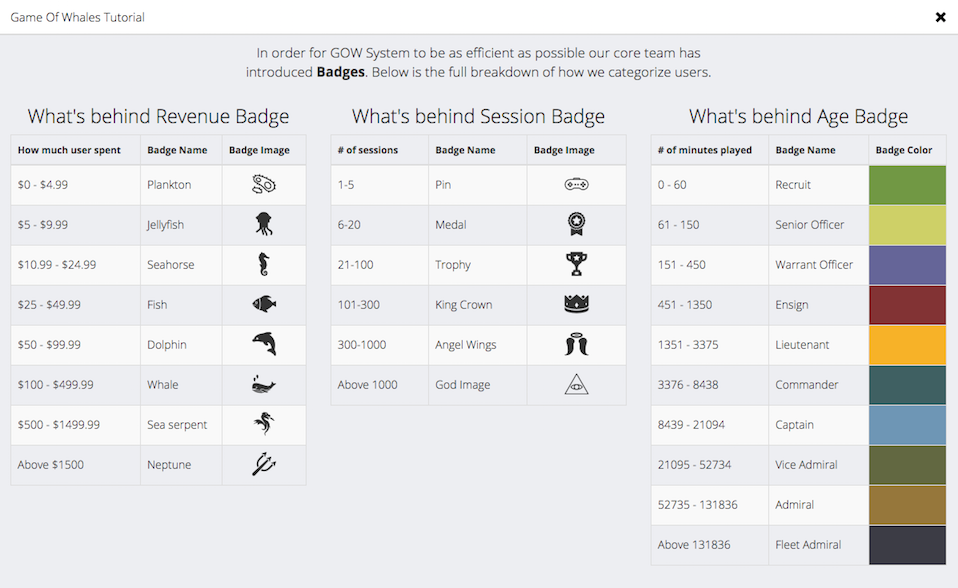 Game Of Whales Tutorial
In order for GOW System to be as efficient as possible our core team has
introduced Badges. Below is the full breakdown of how we categorize users.
What's behind Revenue Badge
How much user spent Badge Name Badge Image
$0 - $4.99 Plankton
$5 - $9.99 Jellyfish
$10.99 - $24.99 Seahorse
$25 - $49.99 Fish
$50 - $99.99 Dolphin
$100 - $499.99 Whale
$500 - $1499.99 Sea serpent
Above $1500 Neptune
What's behind Session Badge
# of sessions Badge Name Badge Image
1-5 Pin
6-20 Medal
21-100 Trophy
101-300 King Crown
300-1000 Angel Wings
Above 1000 God Image
What's behind Age Badge
# of minutes played Badge Name Badge Color
0 - 60 Recruit
61 - 150 Senior Officer
151 - 450 Warrant Officer
451 - 1350 Ensign
1351 - 3375 Lieutenant
3376 - 8438 Commander
8439 - 21094 Captain
21095 - 52734 Vice Admiral
52735 - 131836 Admiral
Above 131836 Fleet Admiral